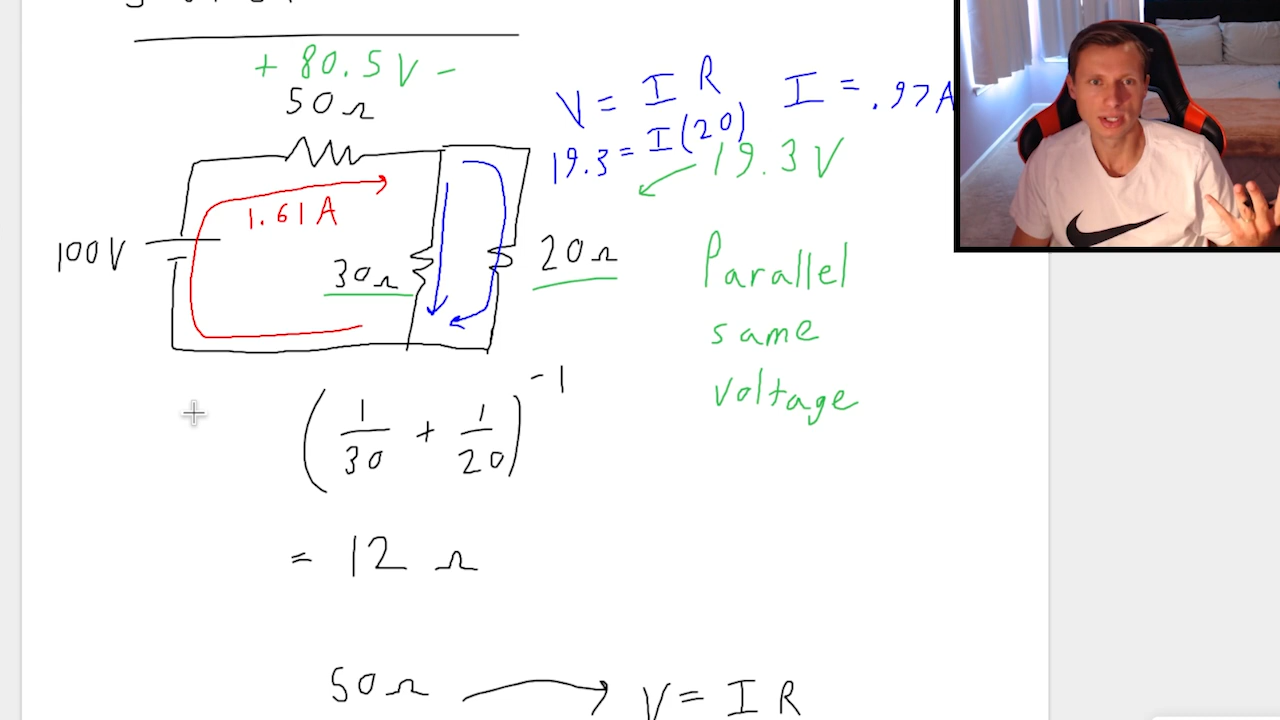 + 80.5V -
50Ω
V = I R
I = .97A
19.3 = I(20)
19.3V
1.61A
100V
30Ω
20Ω
Parallel
same
voltage
(1/30 + 1/20)^-1
= 12 Ω
50Ω → V = I R